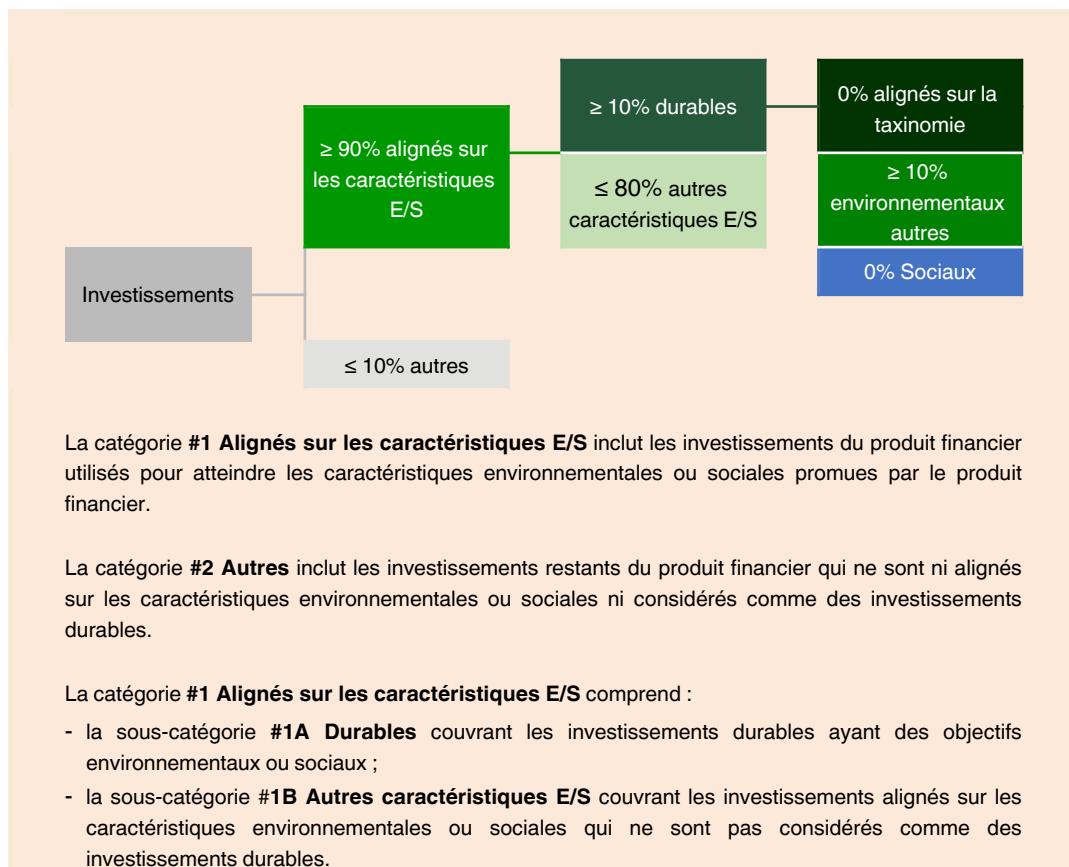 ≥ 10% durables
0% alignés sur la
taxinomie
≥ 90% alignés sur
les caractéristiques
E/S
≤ 80% autres
caractéristiques E/S
≥ 10%
environnementaux
autres
0% Sociaux
Investissements
≤ 10% autres
La catégorie #1 Alignés sur les caractéristiques E/S inclut les investissements du produit financier
utilisés pour atteindre les caractéristiques environnementales ou sociales promues par le produit
financier.
La catégorie #2 Autres inclut les investissements restants du produit financier qui ne sont ni alignés
sur les caractéristiques environnementales ou sociales ni considérés comme des investissements
durables.
La catégorie #1 Alignés sur les caractéristiques E/S comprend :
- la sous-catégorie #1A Durables couvrant les investissements durables ayant des objectifs
environnementaux ou sociaux ;
- la sous-catégorie #1B Autres caractéristiques E/S couvrant les investissements alignés sur les
caractéristiques environnementales ou sociales qui ne sont pas considérés comme des
investissements durables.